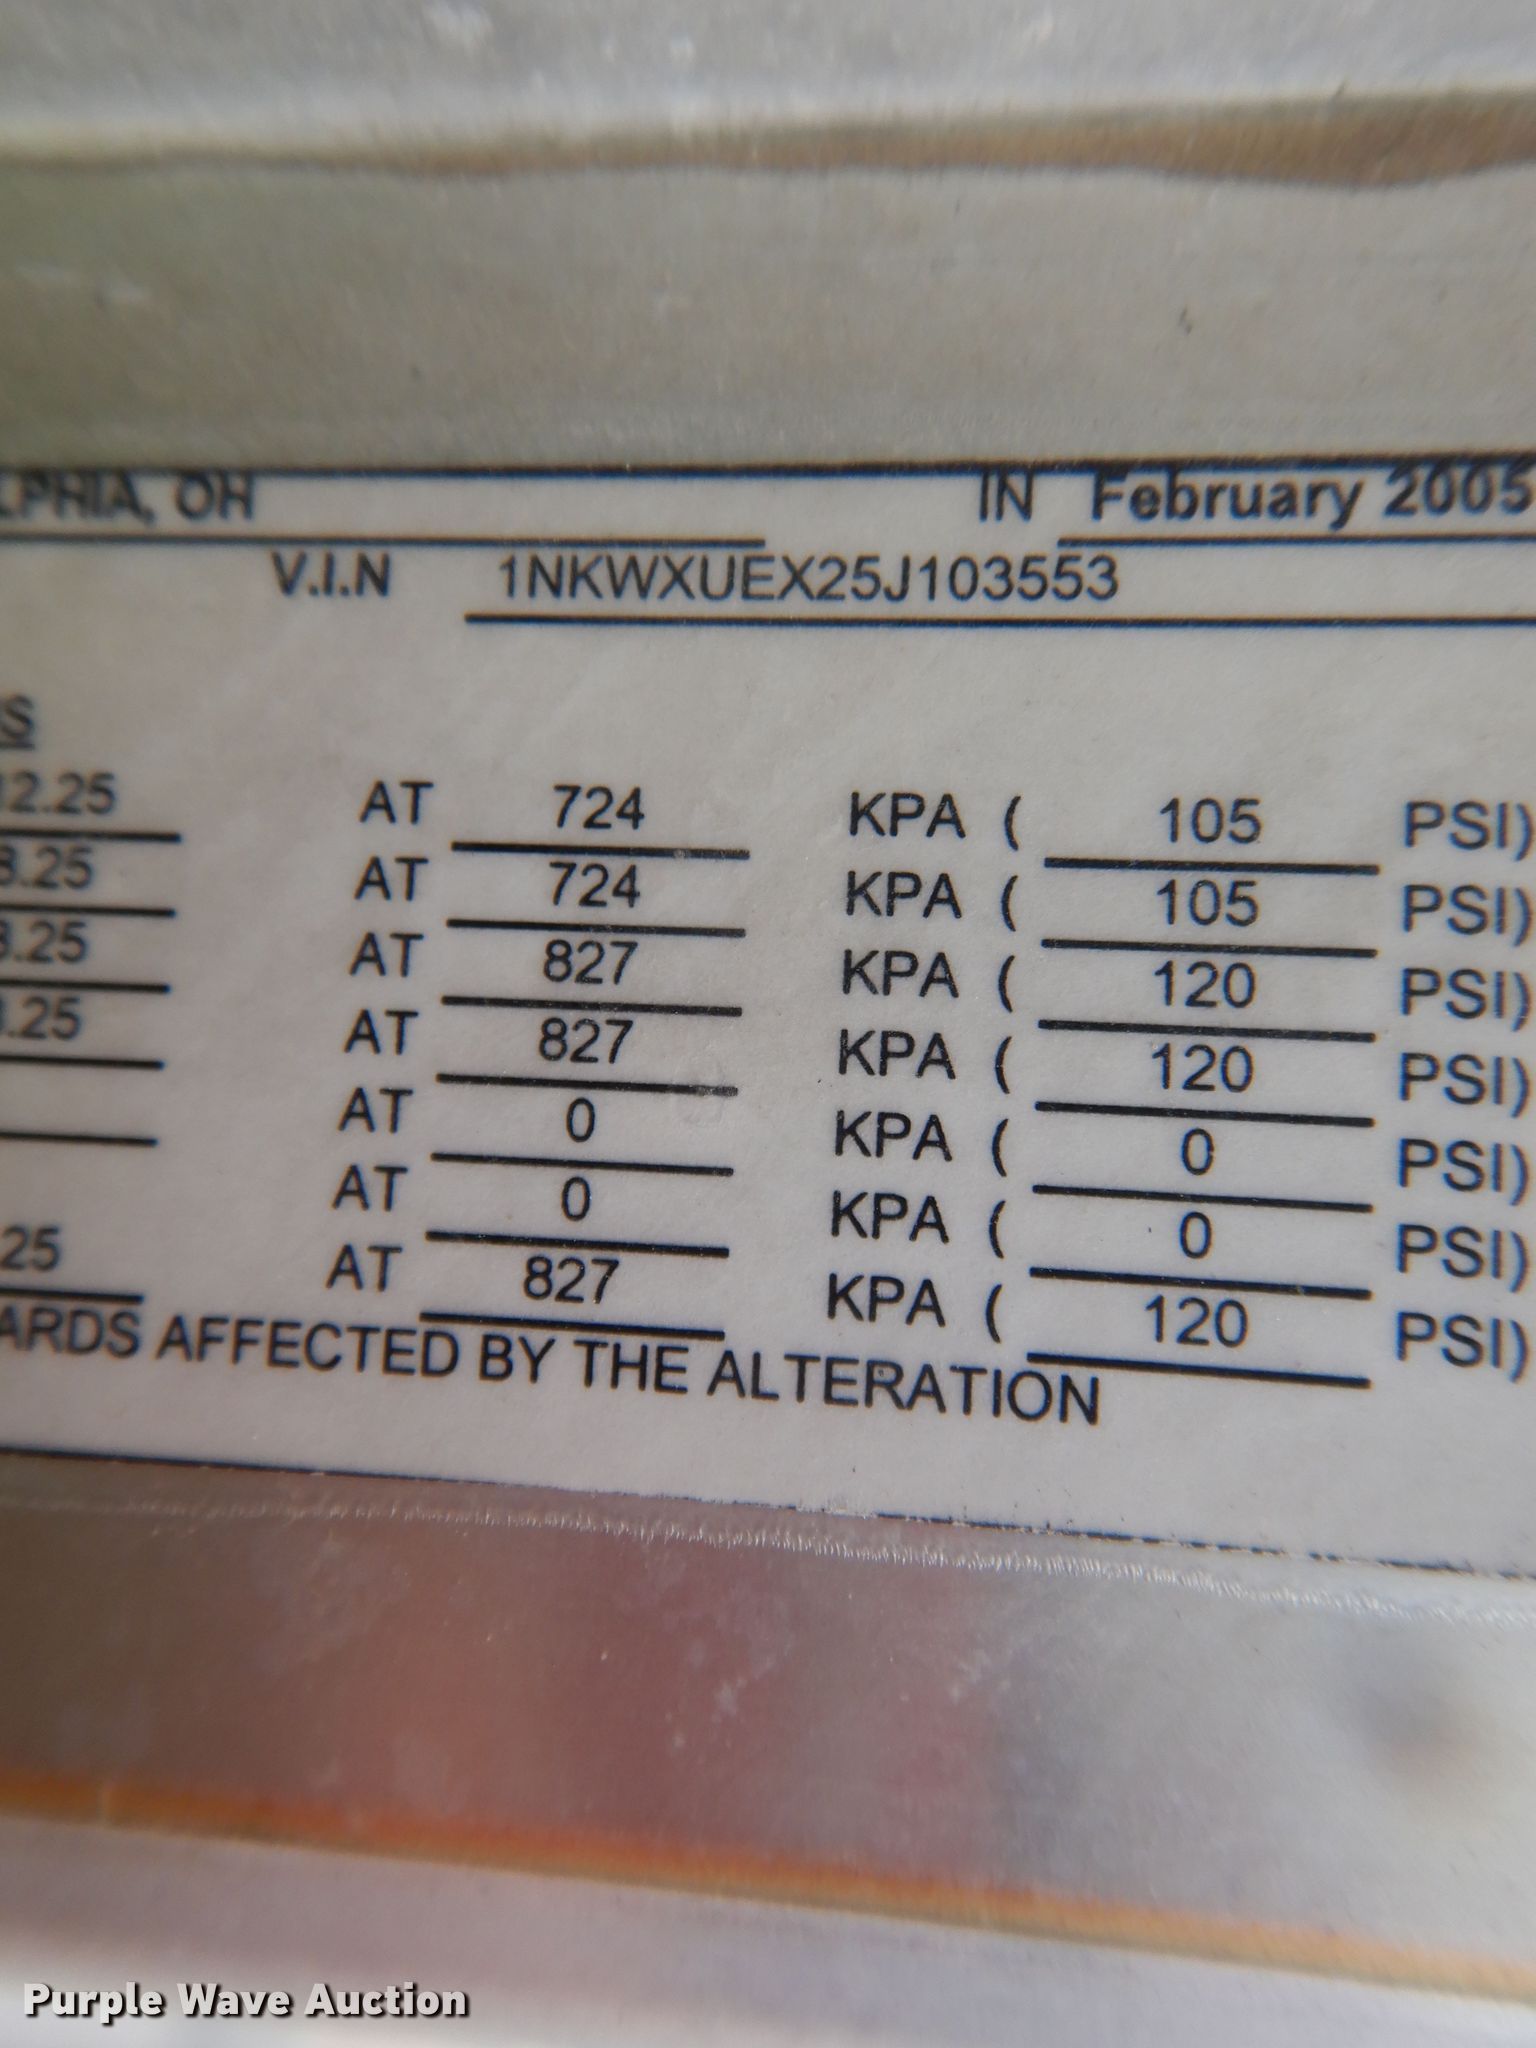 LPHIA, OH IN February 2005
V.I.N 1NKWXUEX25J103553
RS
12.25 AT 724 KPA ( 105 PSI)
8.25 AT 724 KPA ( 105 PSI)
8.25 AT 827 KPA ( 120 PSI)
8.25 AT 827 KPA ( 120 PSI)
AT 0 KPA ( 0 PSI)
AT 0 KPA ( 0 PSI)
.25 AT 827 KPA ( 120 PSI)
ARDS AFFECTED BY THE ALTERATION
Purple Wave Auction